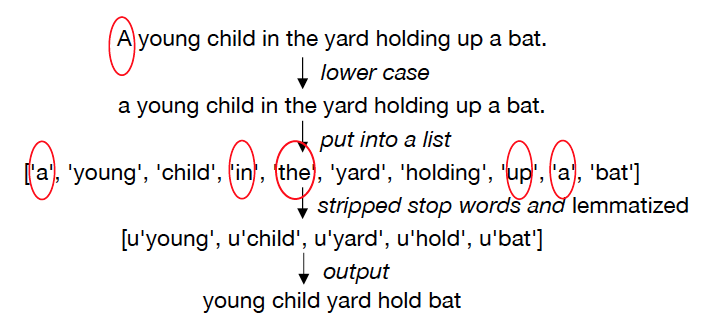 A young child in the yard holding up a bat.
lower case
a young child in the yard holding up a bat.
put into a list
['a', 'young', 'child', 'in', 'the', 'yard', 'holding', 'up', 'a', 'bat']
stripped stop words and lemmatized
[u'young', u'child', u'yard', u'hold', u'bat']
output
young child yard hold bat